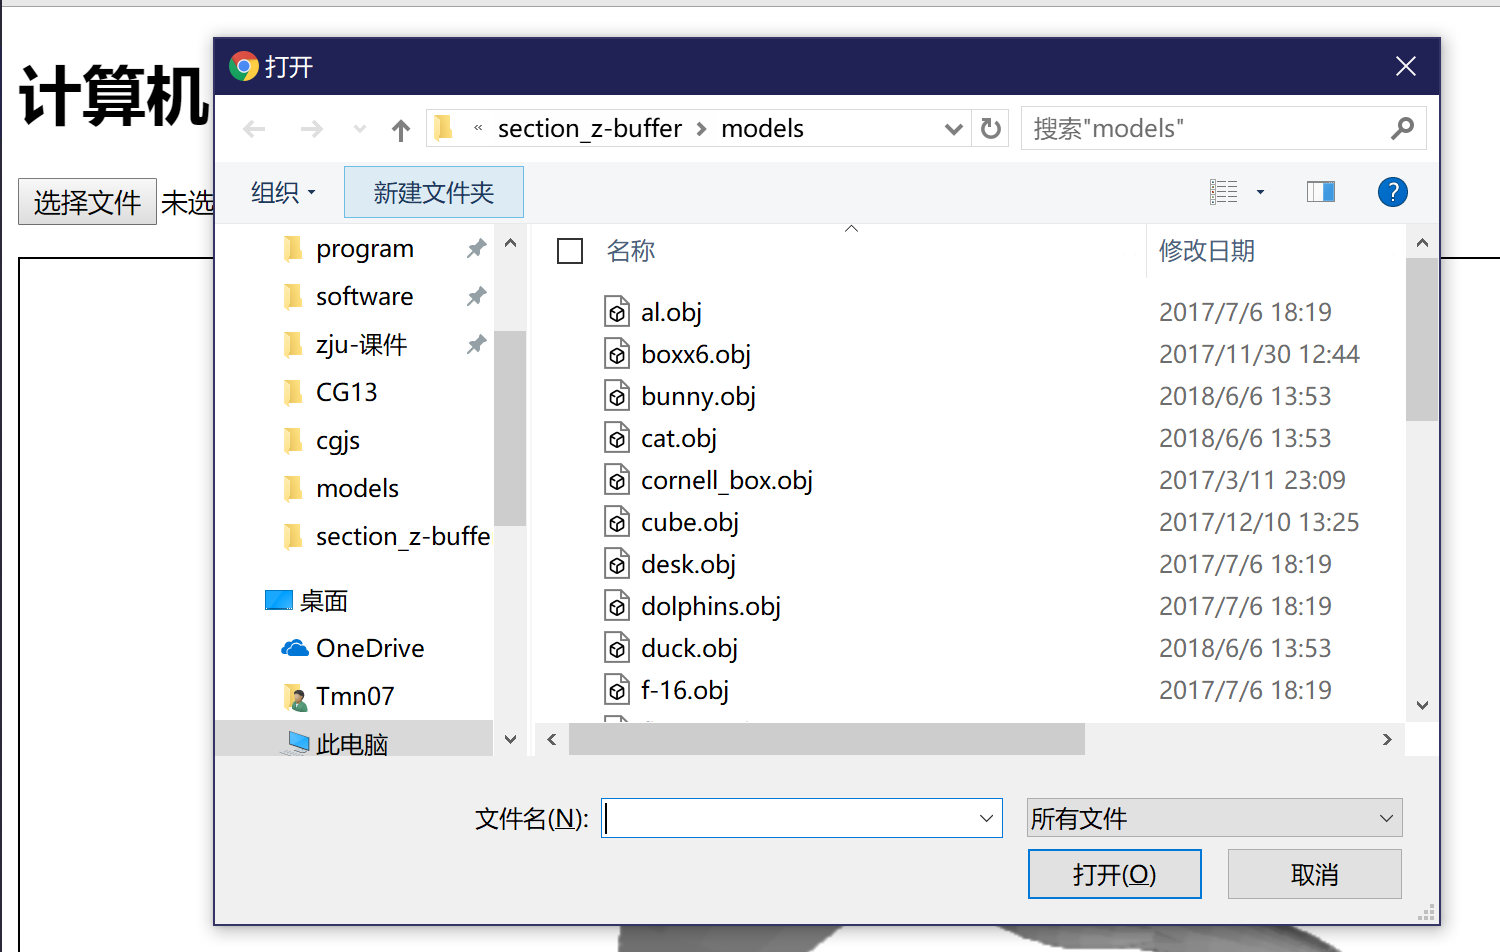 计算机
选择文件 未选
打开
« section_z-buffer > models
搜索"models"
组织
新建文件夹
?
program
software
zju-课件
CG13
cgjs
models
section_z-buffe
桌面
OneDrive
Tmn07
此电脑
名称 修改日期
al.obj 2017/7/6 18:19
boxx6.obj 2017/11/30 12:44
bunny.obj 2018/6/6 13:53
cat.obj 2018/6/6 13:53
cornell_box.obj 2017/3/11 23:09
cube.obj 2017/12/10 13:25
desk.obj 2017/7/6 18:19
dolphins.obj 2017/7/6 18:19
duck.obj 2018/6/6 13:53
f-16.obj 2017/7/6 18:19
文件名(N):
所有文件
打开(O)
取消